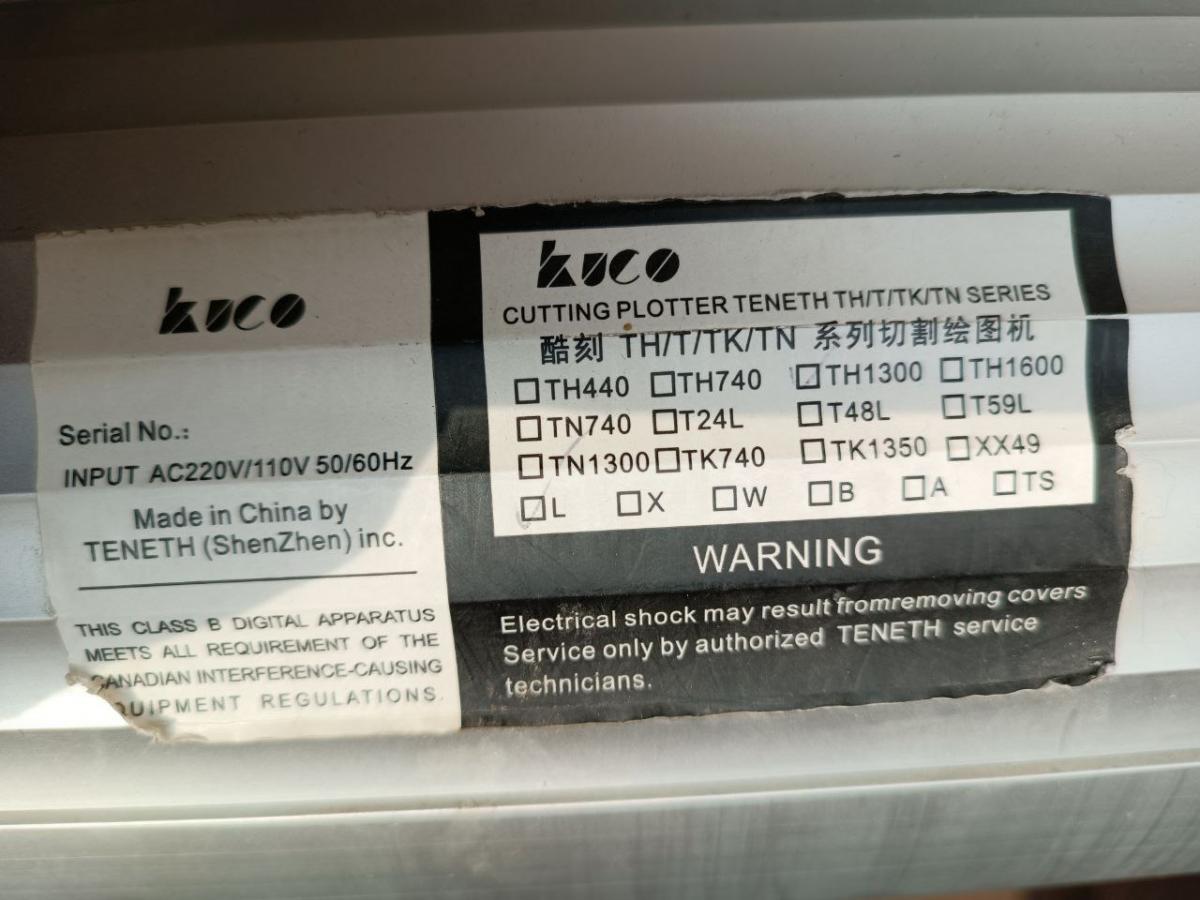 kuco
Serial No.:
INPUT AC220V/110V 50/60Hz
Made in China by
TENETH (ShenZhen) inc.
THIS CLASS B DIGITAL APPARATUS
MEETS ALL REQUIREMENT OF THE
CANADIAN INTERFERENCE-CAUSING
QUIPMENT REGULATIONS.
kuco
CUTTING PLOTTER TENETH TH/T/TK/TN SERIES
酷刻 TH/T/TK/TN 系列切割绘图机
☐TH440 ☐TH740 ☐TH1300 ☐TH1600
☐TN740 ☐T24L ☐T48L ☐T59L
☐TN1300 ☐TK740 ☐TK1350 ☐XX49
☐L ☐X ☐W ☐B ☐A ☐TS
WARNING
Electrical shock may result fromremoving covers
Service only by authorized TENETH service
technicians.